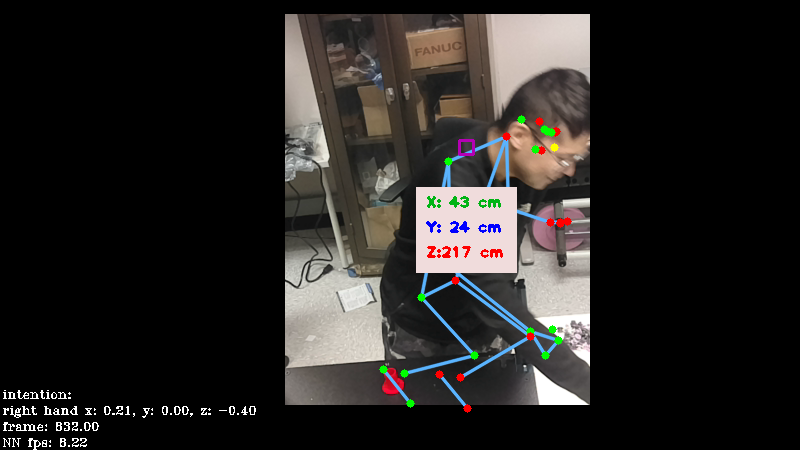 FANUC
X: 43 cm
Y: 24 cm
Z:217 cm
intention:
right hand x: 0.21, y: 0.00, z: -0.40
frame: 832.00
NN fps: 8.22